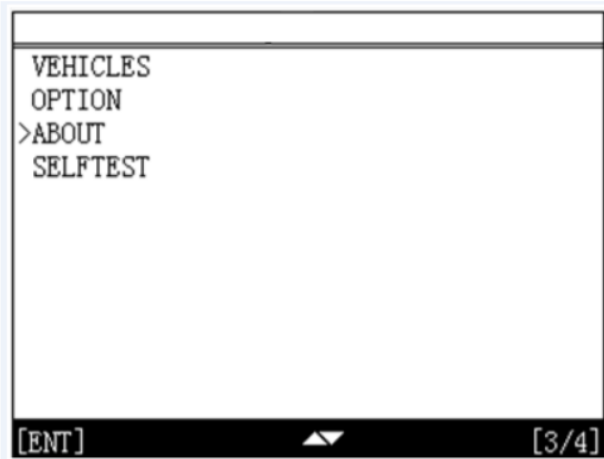 VEHICLES
OPTION
>ABOUT
SELFTEST
[ENT] ▲▼ [3/4]